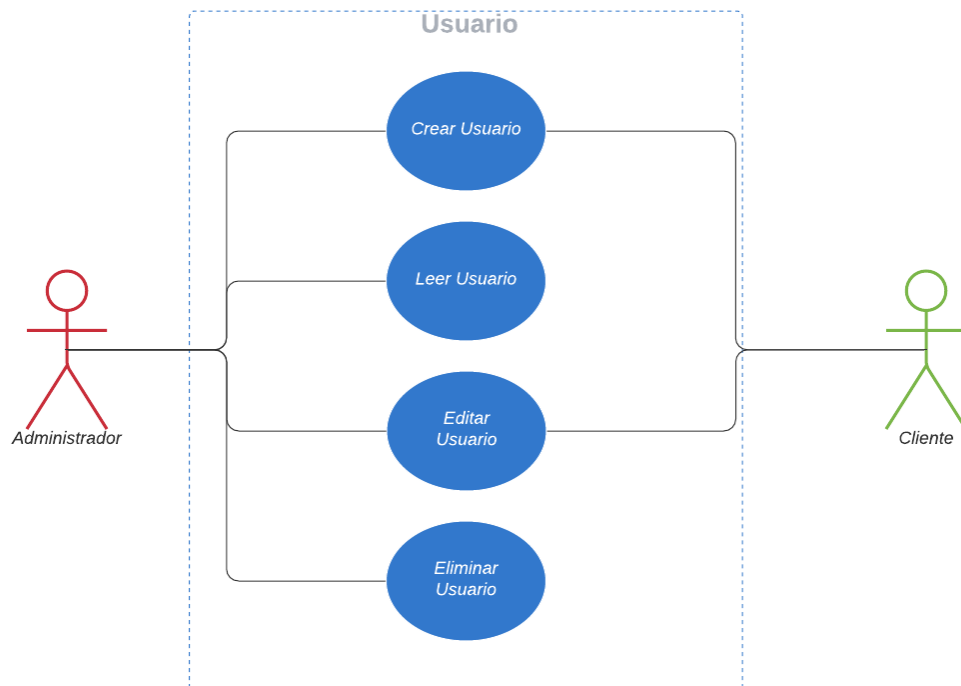 Usuario
Crear Usuario
Leer Usuario
Editar
Usuario
Eliminar
Usuario
Administrador
Cliente